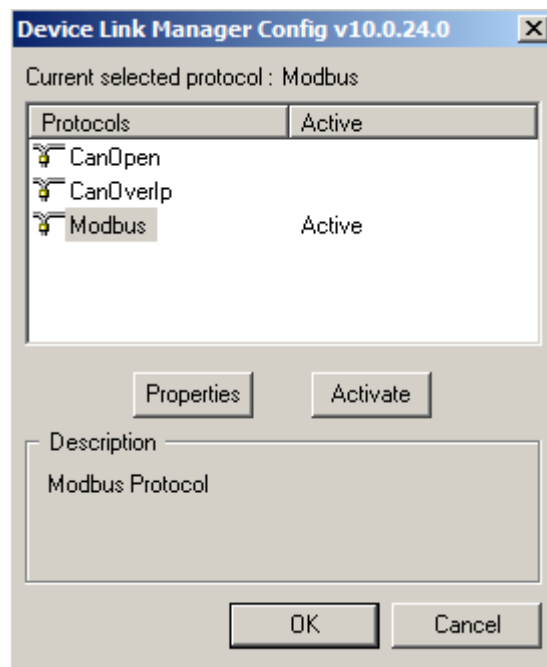 Device Link Manager Config v10.0.24.0
Current selected protocol : Modbus
Protocols Active
CanOpen
CanOverIp
Modbus Active
Properties Activate
Description
Modbus Protocol
OK Cancel